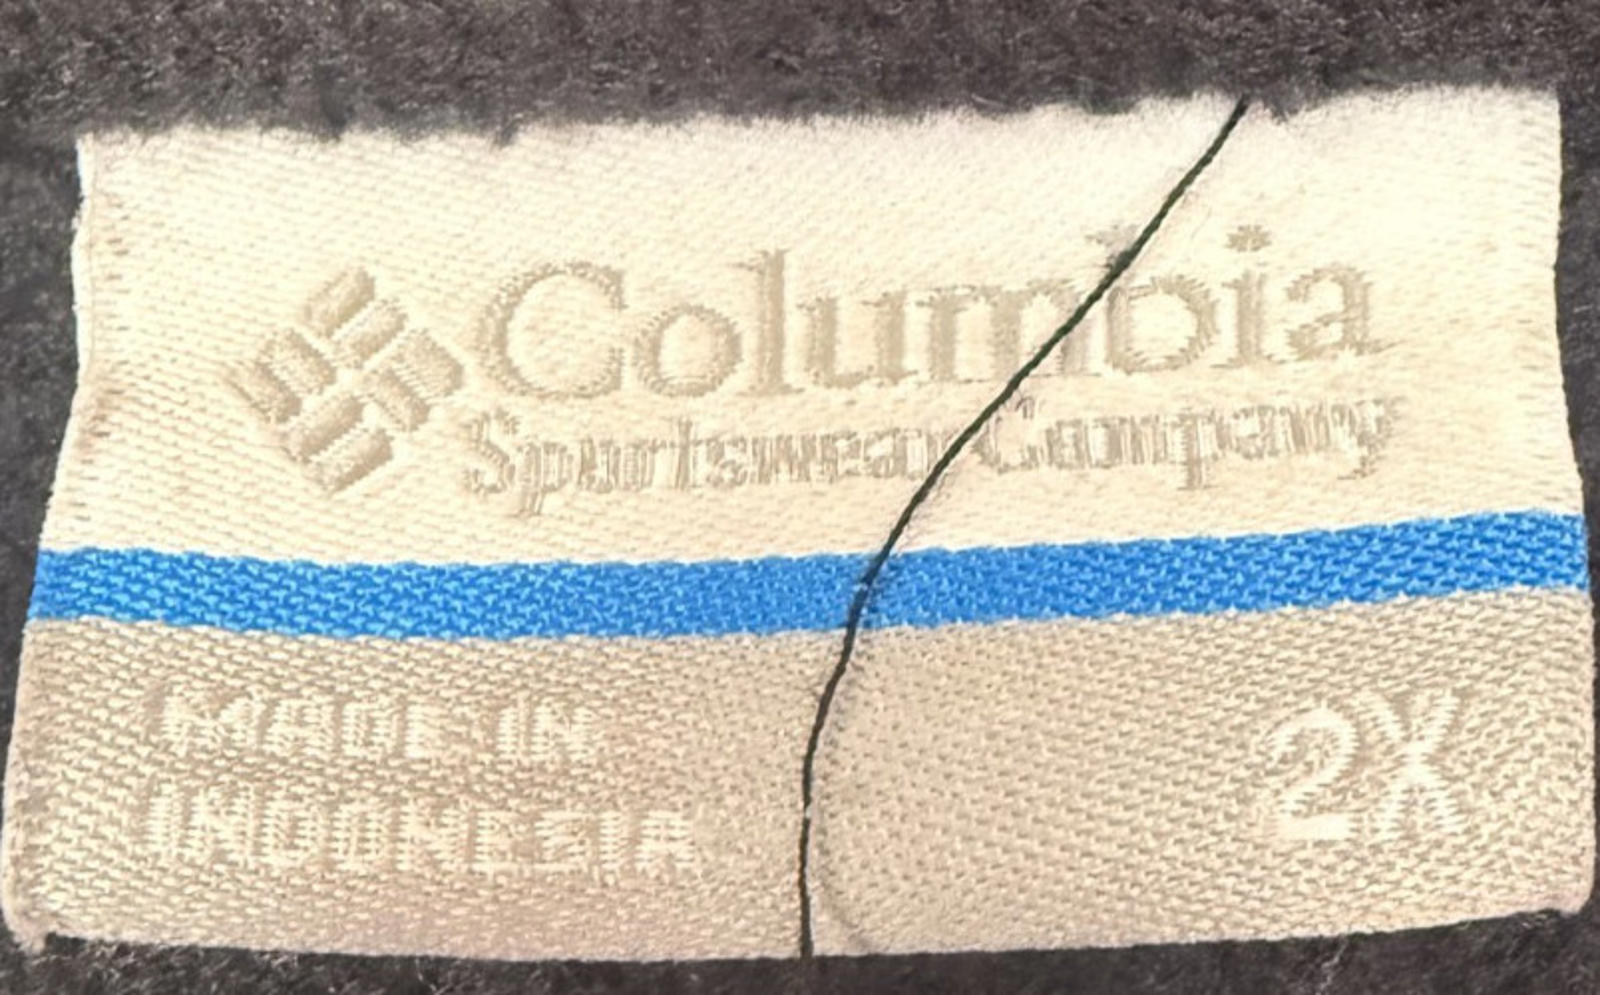 Columbia
Sportswear Company
MADE IN
INDONESIA
2X